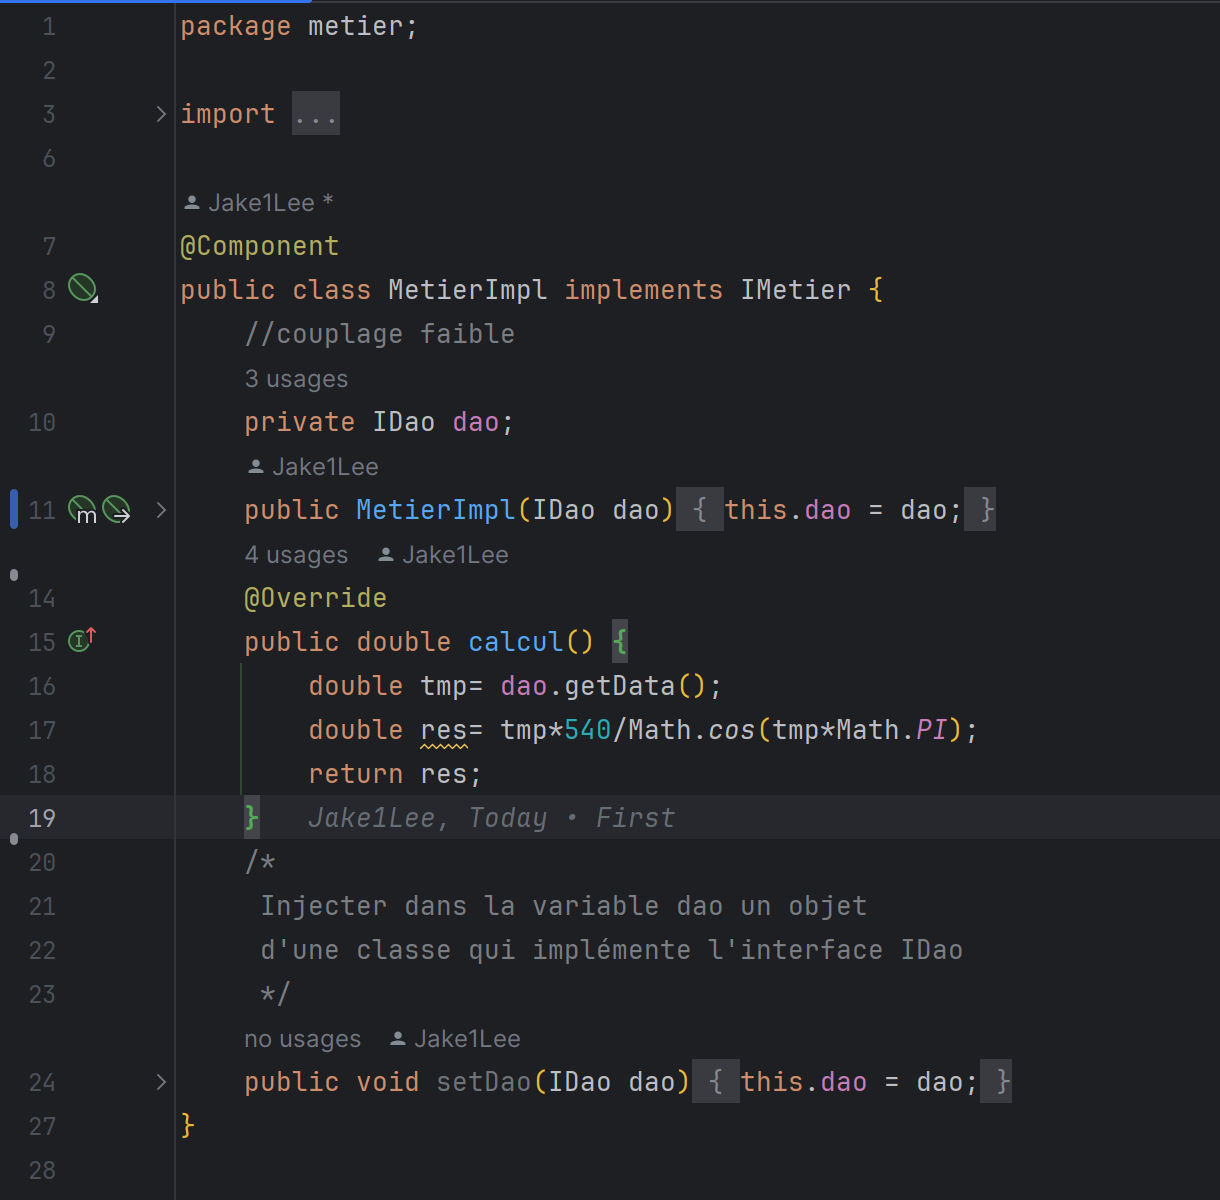 1 package metier;
2
3 import ...
6
Jake1Lee *
7 @Component
8 public class MetierImpl implements IMetier {
9 //couplage faible
3 usages
10 private IDao dao;
Jake1Lee
11 public MetierImpl(IDao dao) { this.dao = dao; }
4 usages Jake1Lee
14 @Override
15 public double calcul() {
16 double tmp= dao.getData();
17 double res= tmp*540/Math.cos(tmp*Math.PI);
18 return res;
19 } Jake1Lee, Today • First
20 /*
21 Injecter dans la variable dao un objet
22 d'une classe qui implémente l'interface IDao
23 */
no usages Jake1Lee
24 public void setDao(IDao dao) { this.dao = dao; }
27 }
28